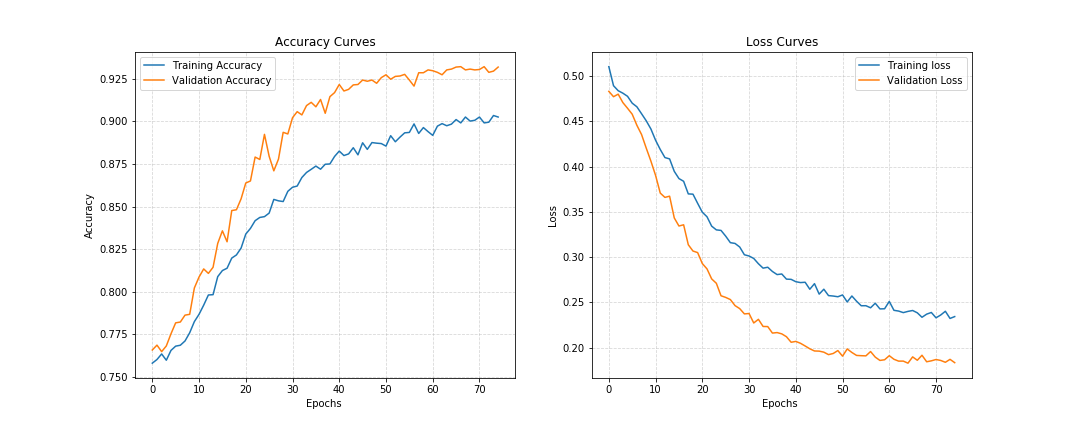 Accuracy Curves
Training Accuracy
Validation Accuracy
0.925
0.900
0.875
0.850
0.825
0.800
0.775
0.750
Accuracy
0 10 20 30 40 50 60 70
Epochs
Loss Curves
Training loss
Validation Loss
0.50
0.45
0.40
0.35
0.30
0.25
0.20
Loss
0 10 20 30 40 50 60 70
Epochs